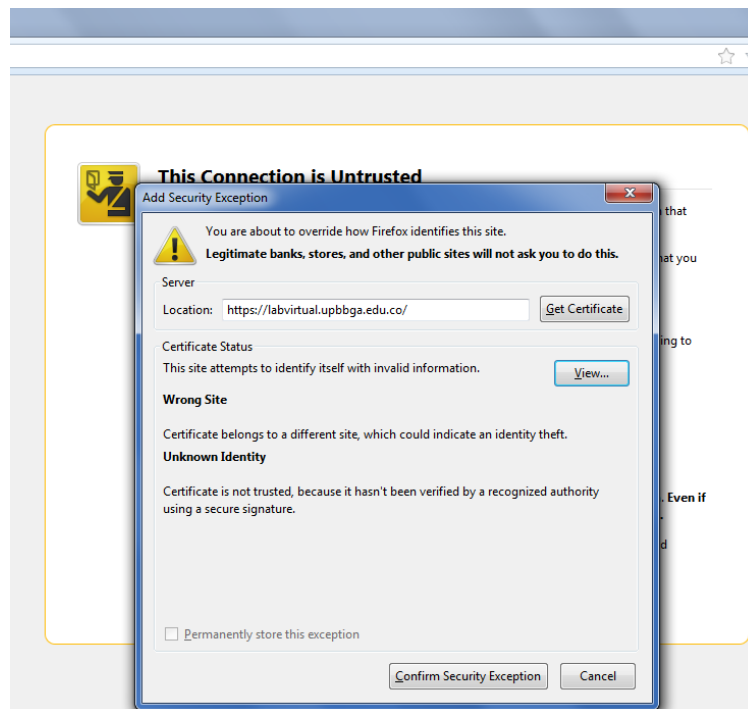 This Connection is Untrusted
Add Security Exception
that
You are about to override how Firefox identifies this site.
Legitimate banks, stores, and other public sites will not ask you to do this.
hat you
Server
Location: https://labvirtual.upbbga.edu.co/ Get Certificate
Certificate Status
ing to
This site attempts to identify itself with invalid information.
View...
Wrong Site
Certificate belongs to a different site, which could indicate an identity theft.
Unknown Identity
Certificate is not trusted, because it hasn't been verified by a recognized authority
. Even if
using a secure signature.
d
Permanently store this exception
Confirm Security Exception Cancel